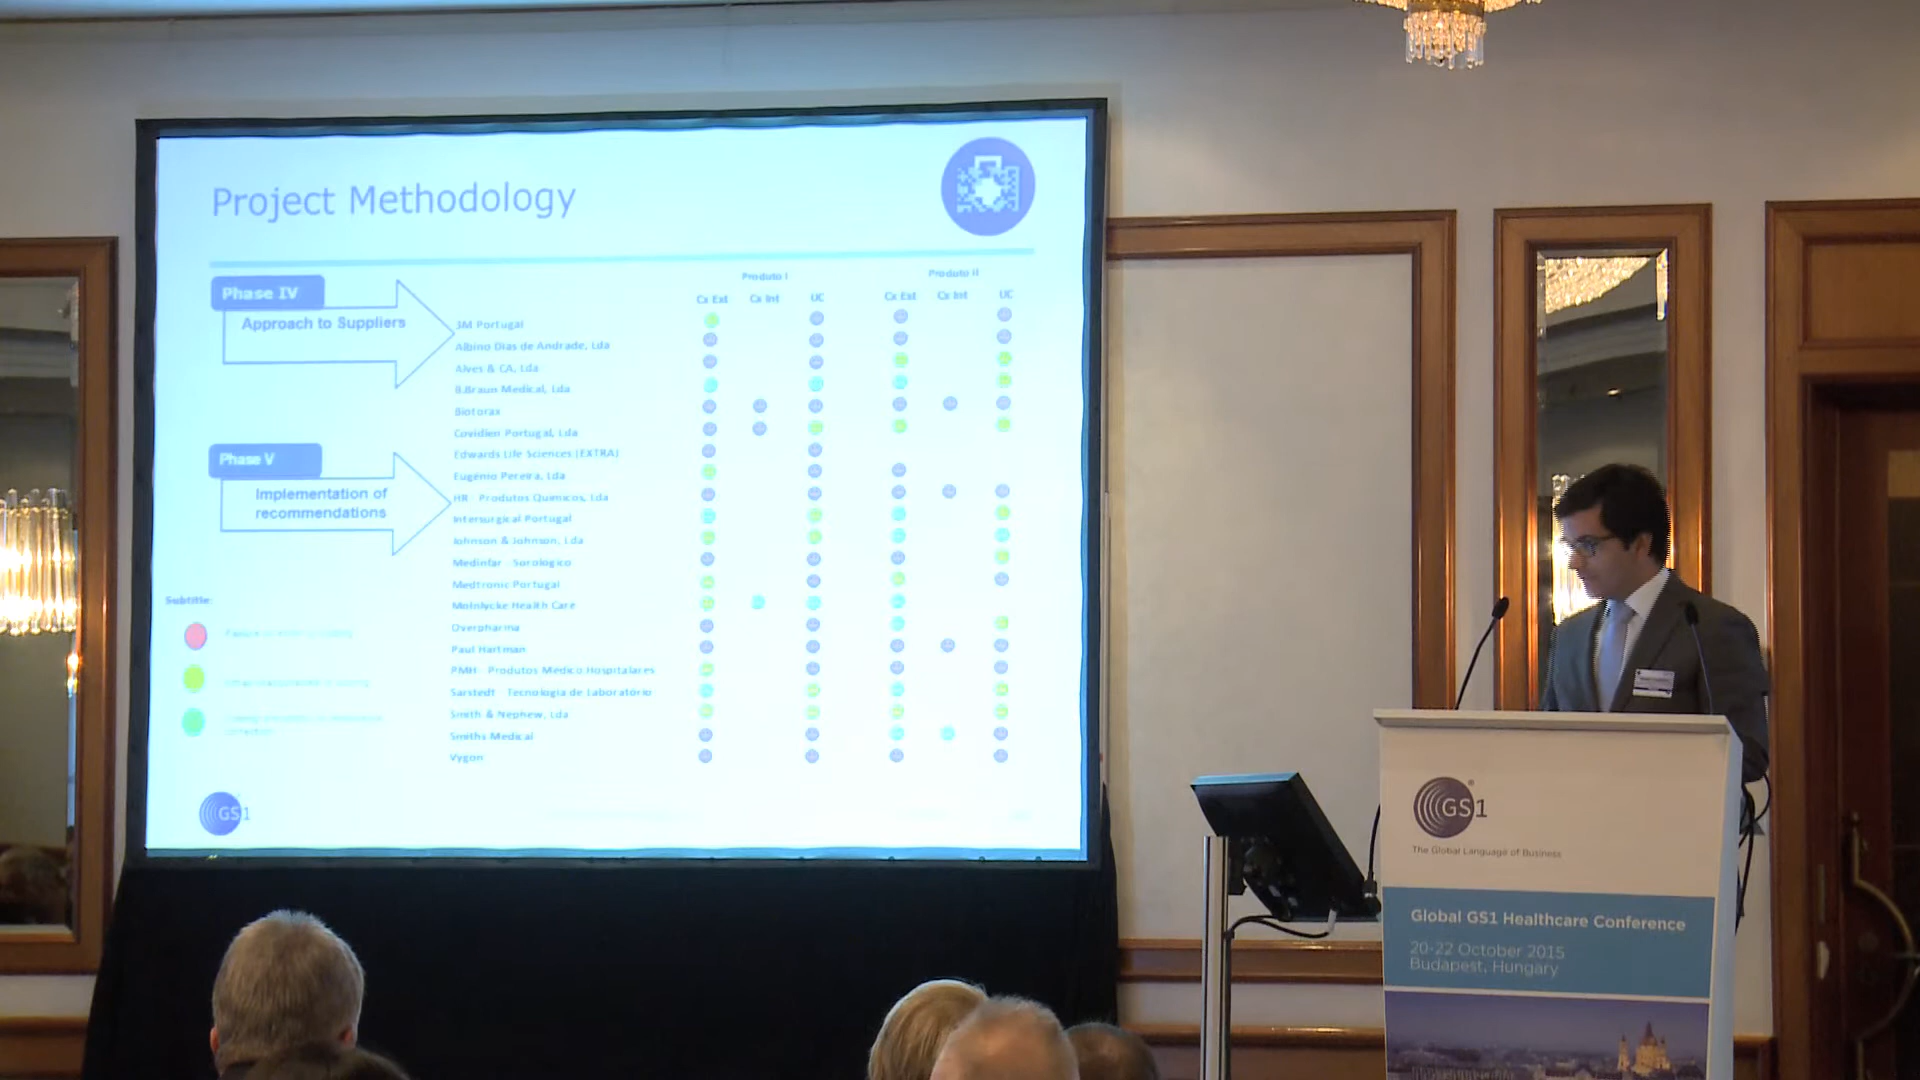 Project Methodology
Phase IV
Approach to Suppliers
Phase V
Implementation of
recommendations
Subtitle:
Produto I
Produto II
Cx Ext Cx Int UC Cx Ext Cx Int UC
3M Portugal
Albino Dias de Andrade, Lda
Alves & CA, Lda
B.Braun Medical, Lda
Biotorax
Covidien Portugal, Lda
Edwards Life Sciences (EXTRA)
Eugénio Pereira, Lda
HR - Produtos Quimicos, Lda
Intersurgical Portugal
Johnson & Johnson, Lda
Medinfar - Sorologico
Medtronic Portugal
Molnlycke Health Care
Overpharma
Paul Hartman
PMH - Produtos Médico Hospitalares
Sarstedt - Tecnologia de Laboratório
Smith & Nephew, Lda
Smiths Medical
Vygon
GS1
GS1
The Global Language of Business
Global GS1 Healthcare Conference
20-22 October 2015
Budapest, Hungary